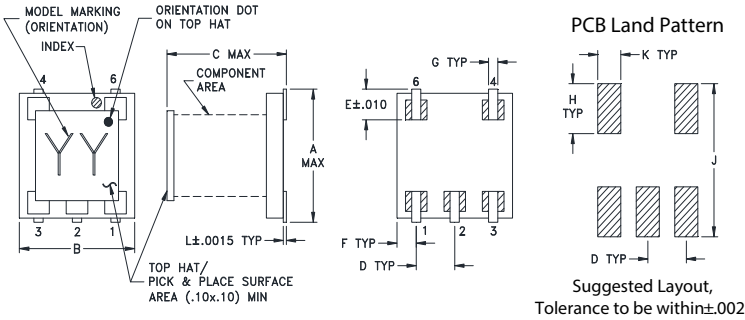 MODEL MARKING
(ORIENTATION)
INDEX
ORIENTATION DOT
ON TOP HAT
4
6
YY
3
2
1
B
C MAX
COMPONENT
AREA
A
MAX
L±.0015 TYP
TOP HAT/
PICK & PLACE SURFACE
AREA (.10x.10) MIN
G TYP
6
4
E±.010
1
2
3
F TYP
D TYP
PCB Land Pattern
K TYP
H
TYP
J
D TYP
Suggested Layout,
Tolerance to be within±.002